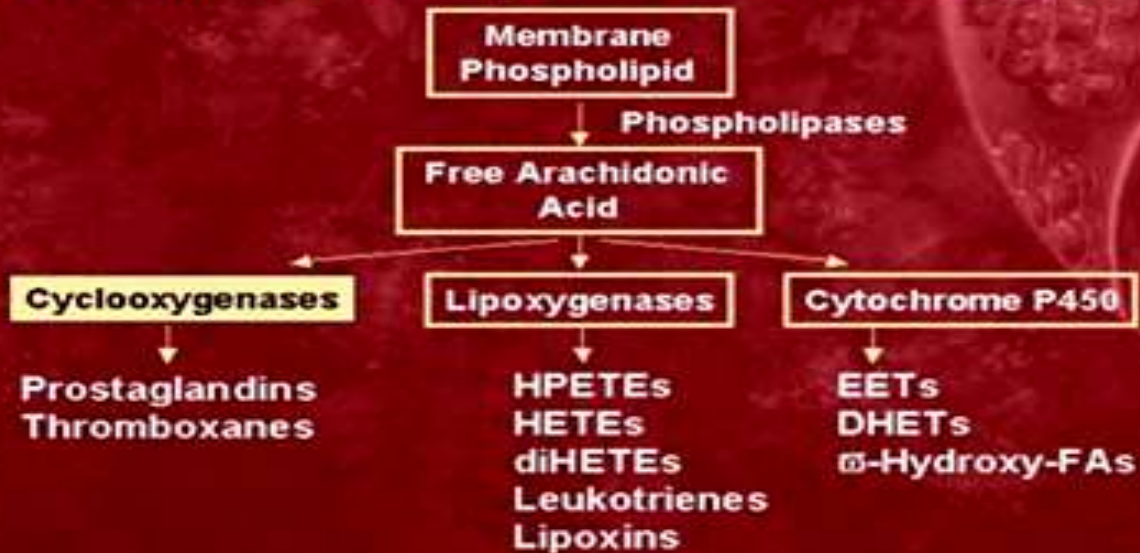 Membrane
Phospholipid
Phospholipases
Free Arachidonic
Acid
Cyclooxygenases
Lipoxygenases
Cytochrome P450
Prostaglandins
Thromboxanes
HPETEs
HETEs
diHETEs
Leukotrienes
Lipoxins
EETs
DHETs
-Hydroxy-FAs